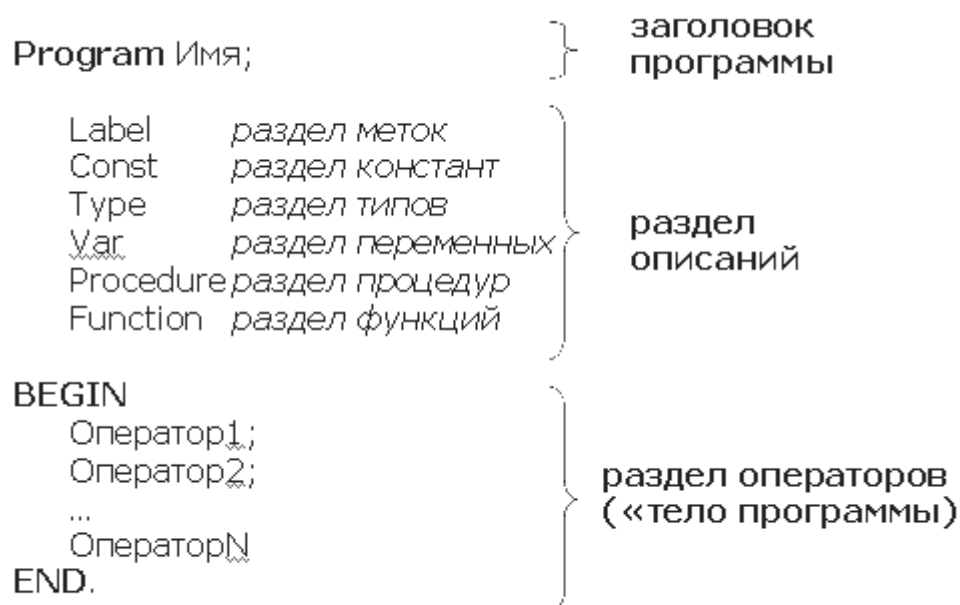 Program Имя;
заголовок
программы
Label раздел меток
Const раздел констант
Type раздел типов
Var раздел переменных
Procedure раздел процедур
Function раздел функций
раздел
описаний
BEGIN
Оператор1;
Оператор2;
...
ОператорN
END.
раздел операторов
(«тело программы)